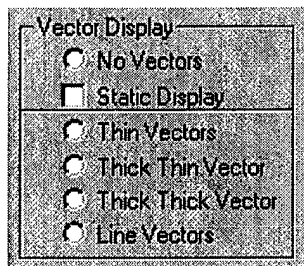 Vector Display
No Vectors
Static Display
Thin Vectors
Thick Thin Vector
Thick Thick Vector
Line Vectors